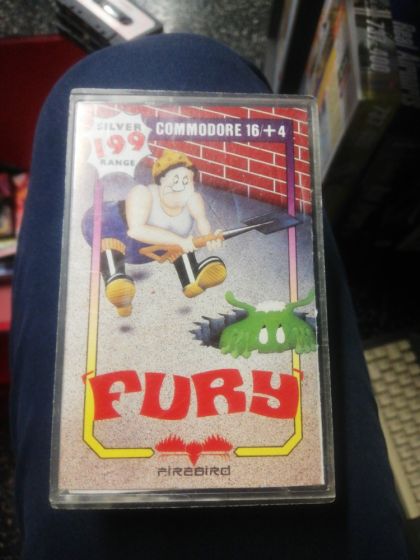 SILVER
199
RANGE
COMMODORE 16/+4
FURY
FIREBIRD